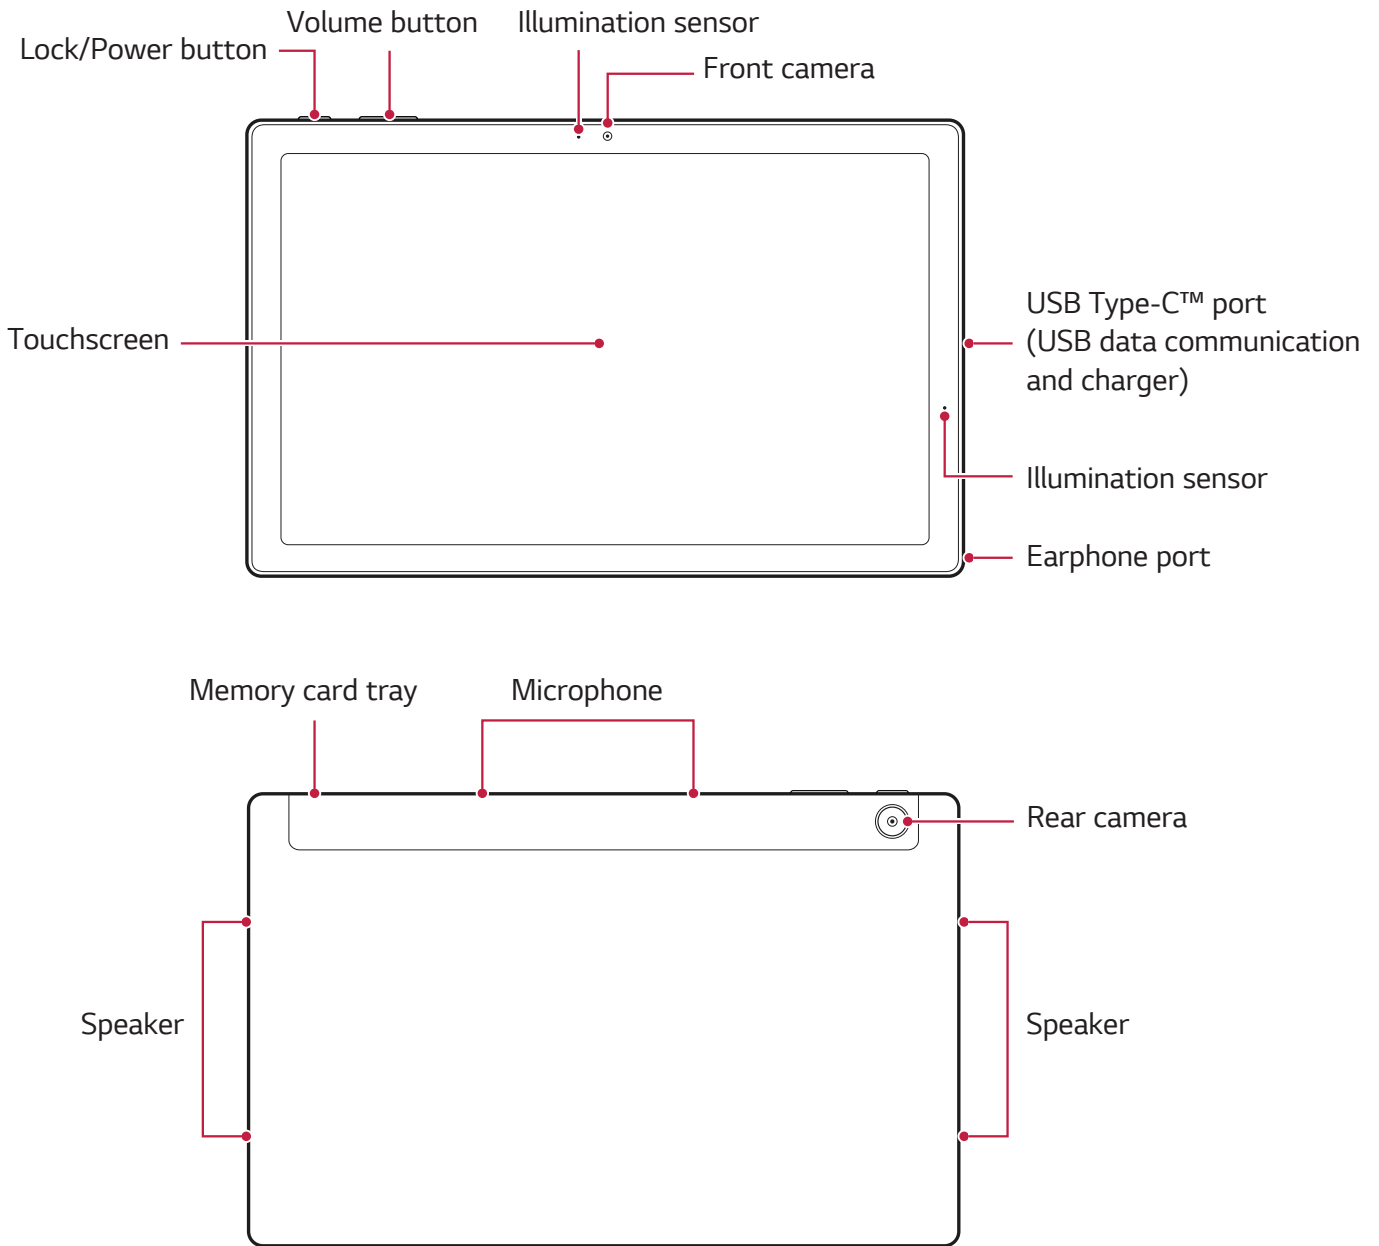 Volume button
Illumination sensor
Lock/Power button
Front camera
Touchscreen
USB Type-C™ port
(USB data communication
and charger)
Illumination sensor
Earphone port
Memory card tray
Microphone
Rear camera
Speaker
Speaker